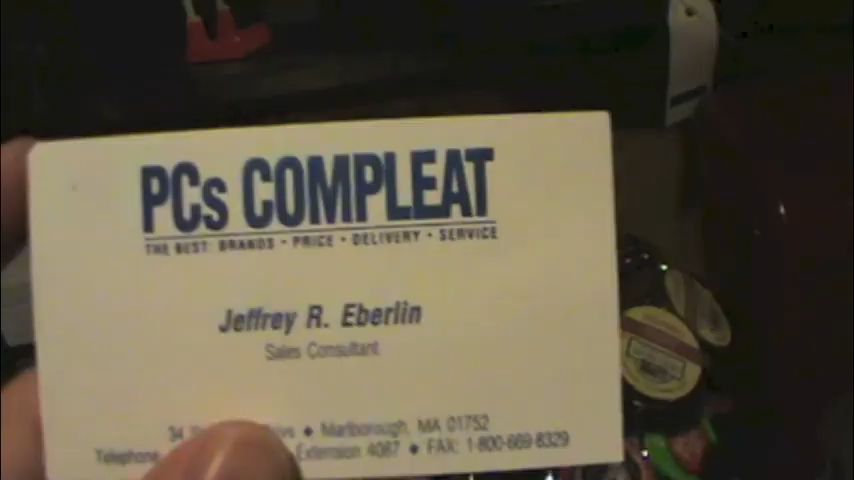 PCs COMPLEAT
THE BEST: BRANDS • PRICE • DELIVERY • SERVICE
Jeffrey R. Eberlin
Sales Consultant
34 ◆ Marlborough, MA 01752
Telephone Extension 4087 ◆ FAX: 1-800-669-8329